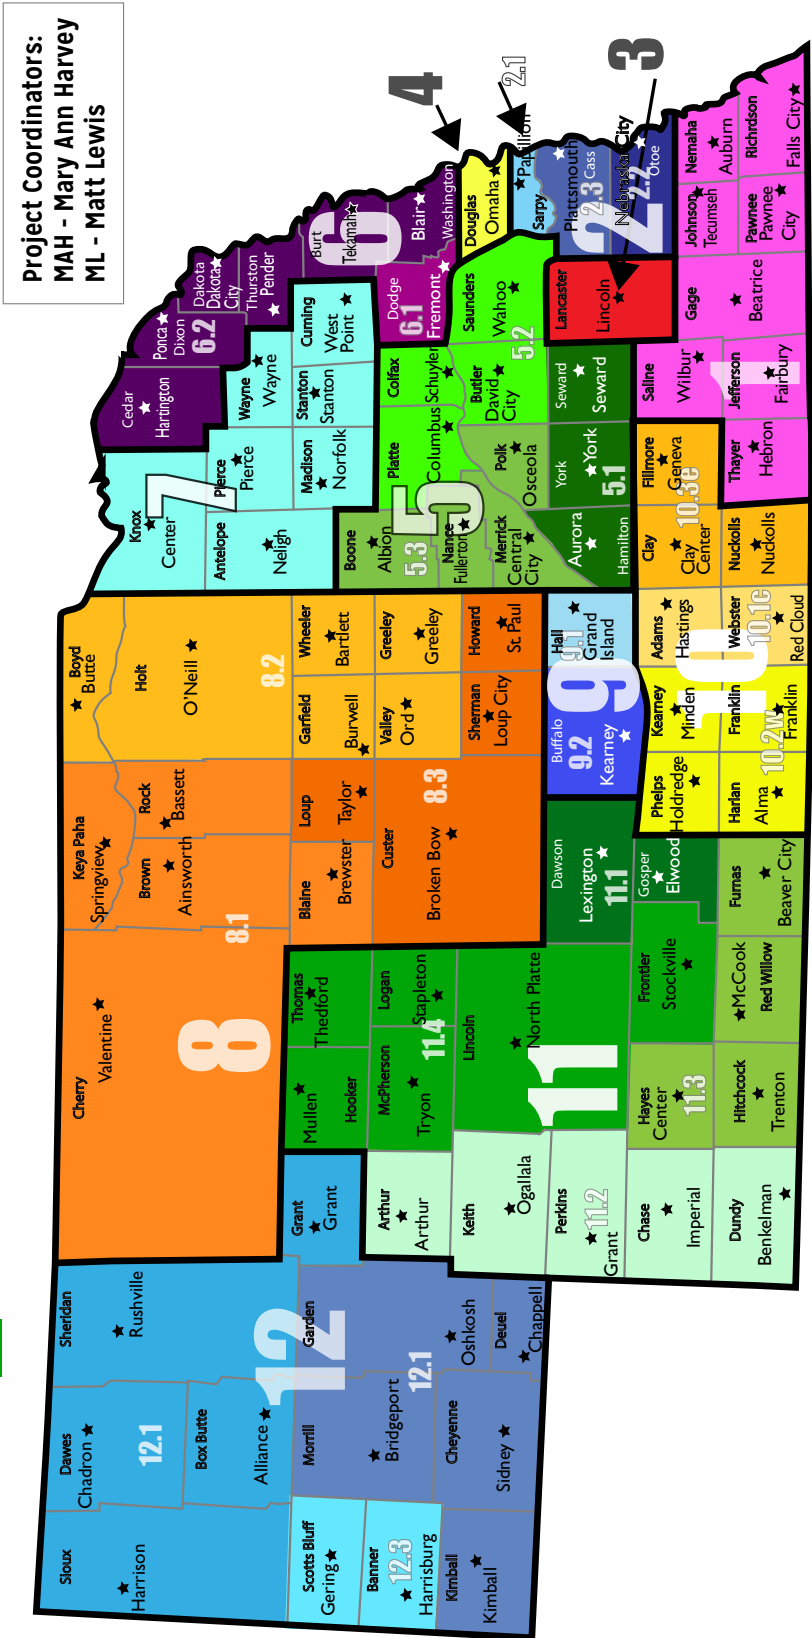 Project Coordinators:
MAH - Mary Ann Harvey
ML - Matt Lewis
Sioux
Harrison
Dawes
Chadron
12.1
Box Butte
Alliance
Sheridan
Rushville
12
Scotts Bluff
Gering
Banner
12.3
Harrisburg
Kimball
Kimball
Morrill
Bridgeport
12.1
Cheyenne
Sidney
Garden
Oshkosh
Deuel
Chappell
Grant
Grant
Cherry
Valentine
8
8.1
Keya Paha
Springview
Brown
Ainsworth
Rock
Bassett
Boyd
Butte
Holt
O'Neill
8.2
Blaine
Brewster
Loup
Taylor
Garfield
Burwell
Wheeler
Bartlett
Custer
Broken Bow
8.3
Valley
Ord
Greeley
Greeley
Sherman
Loup City
Howard
St. Paul
Arthur
Arthur
Keith
Ogallala
Perkins
11.2
Grant
Chase
Imperial
Dundy
Benkelman
Mullen
Hooker
Thomas
Thedford
McPherson
Tryon
11.4
Logan
Stapleton
Lincoln
North Platte
11
Hayes
Center
11.3
Hitchcock
Trenton
Frontier
Stockville
McCook
Red Willow
Dawson
Lexington
11.1
Gosper
Elwood
Furnas
Beaver City
Buffalo
9.2
Kearney
9
Hall
9.1
Grand
Island
Phelps
Holdredge
Harlan
Alma
Kearney
Minden
Franklin
Franklin
10.2w
10
Adams
Hastings
Webster
10.1c
Red Cloud
Clay
Clay
Center
10.3e
Nuckolls
Nuckolls
Fillmore
Geneva
Knox
Center
7
Antelope
Neligh
Pierce
Pierce
Madison
Norfolk
Wayne
Wayne
Stanton
Stanton
Cuming
West
Point
Cedar
Hartington
Ponca
Dixon
6.2
Dakota
Dakota
City
Thurston
Pender
Burt
Tekamah
6
Blair
Washington
Dodge
6.1
Fremont
Boone
Albion
5.3
Nance
Fullerton
Merrick
Central
City
5
Platte
Columbus
Colfax
Schuyler
Polk
Osceola
Butler
David
City
5.2
Saunders
Wahoo
Aurora
Hamilton
York
York
5.1
Seward
Seward
4
Douglas
Omaha
2.1
Papillion
Sarpy
Plattsmouth
2.3
Cass
2
Nebraska City
2.2
Otoe
3
Lancaster
Lincoln
Thayer
Hebron
Jefferson
Fairbury
1
Saline
Wilbur
Gage
Beatrice
Johnson
Tecumseh
Pawnee
Pawnee
City
Nemaha
Auburn
Richrdson
Falls City